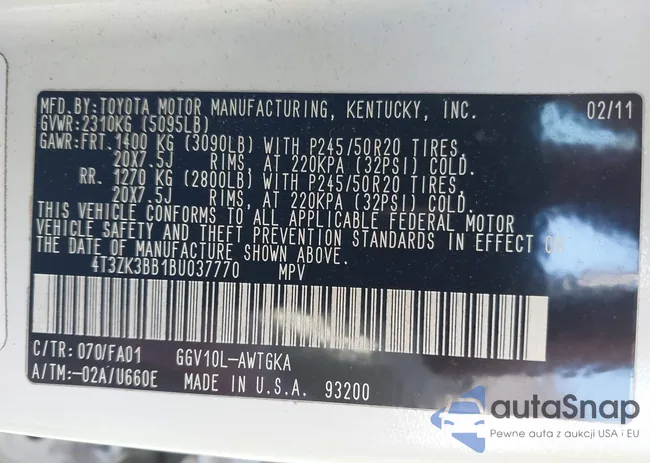 MFD.BY:TOYOTA MOTOR MANUFACTURING, KENTUCKY, INC. 02/11
GVWR:2310KG (5095LB)
GAWR:FRT.1400 KG (3090LB) WITH P245/50R20 TIRES,
20X7.5J RIMS, AT 220KPA (32PSI) COLD.
RR. 1270 KG (2800LB) WITH P245/50R20 TIRES,
20X7.5J RIMS, AT 220KPA (32PSI) COLD.
THIS VEHICLE CONFORMS TO ALL APPLICABLE FEDERAL MOTOR
VEHICLE SAFETY AND THEFT PREVENTION STANDARDS IN EFFECT ON
THE DATE OF MANUFACTURE SHOWN ABOVE.
4T3ZK3BB1BU037770 MPV
C/TR: 070/FA01 GGV10L-AWTGKA
A/TM:-02A/U660E MADE IN U.S.A. 93200
autaSnap
Pewne auta z aukcji USA i EU